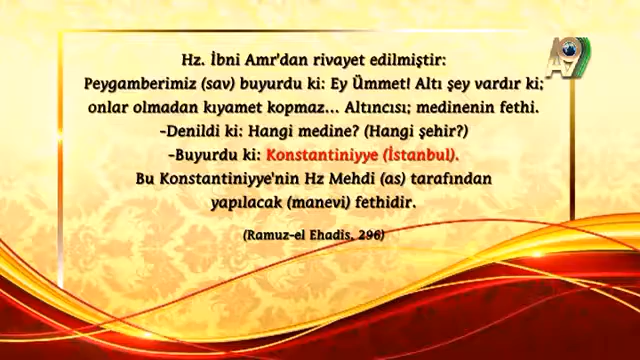 A9
Hz. İbni Amr'dan rivayet edilmiştir:
Peygamberimiz (sav) buyurdu ki: Ey Ümmet! Altı şey vardır ki;
onlar olmadan kıyamet kopmaz... Altıncısı; medinenin fethi.
-Denildi ki: Hangi medine? (Hangi şehir?)
-Buyurdu ki: Konstantiniyye (İstanbul).
Bu Konstantiniyye'nin Hz Mehdi (as) tarafından
yapılacak (manevi) fethidir.
(Ramuz-el Ehadis, 296)